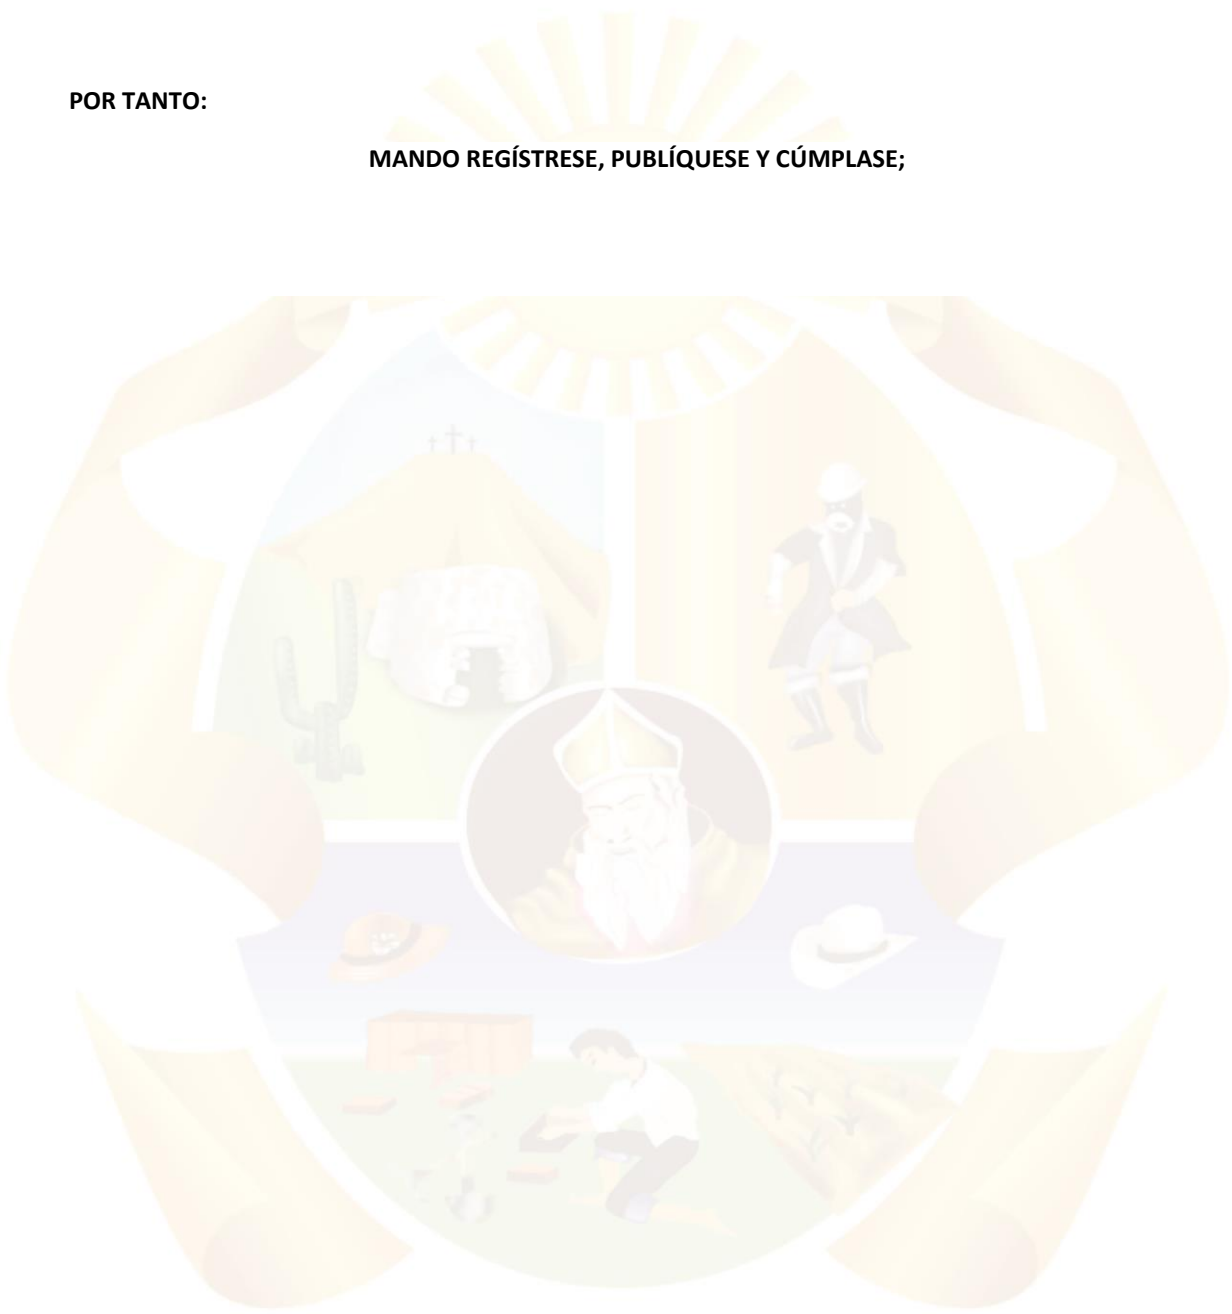 POR TANTO:
MANDO REGÍSTRESE, PUBLÍQUESE Y CÚMPLASE;